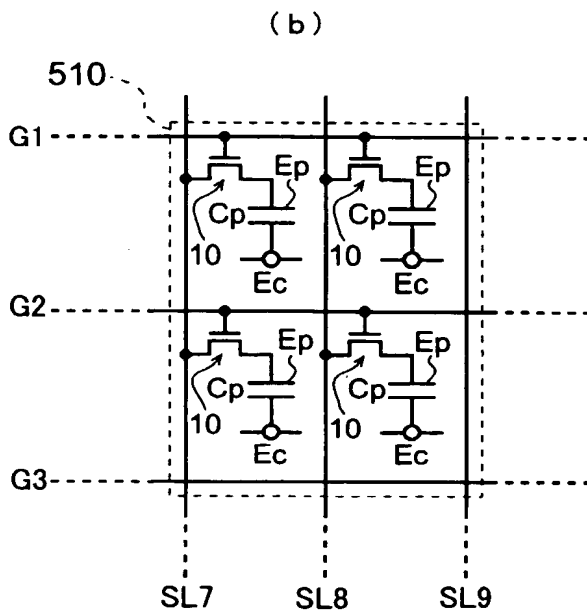 (b)
510
G1
Ep Ep
Cp Cp
10 10
Ec Ec
G2
Ep Ep
Cp Cp
10 10
Ec Ec
G3
SL7 SL8 SL9